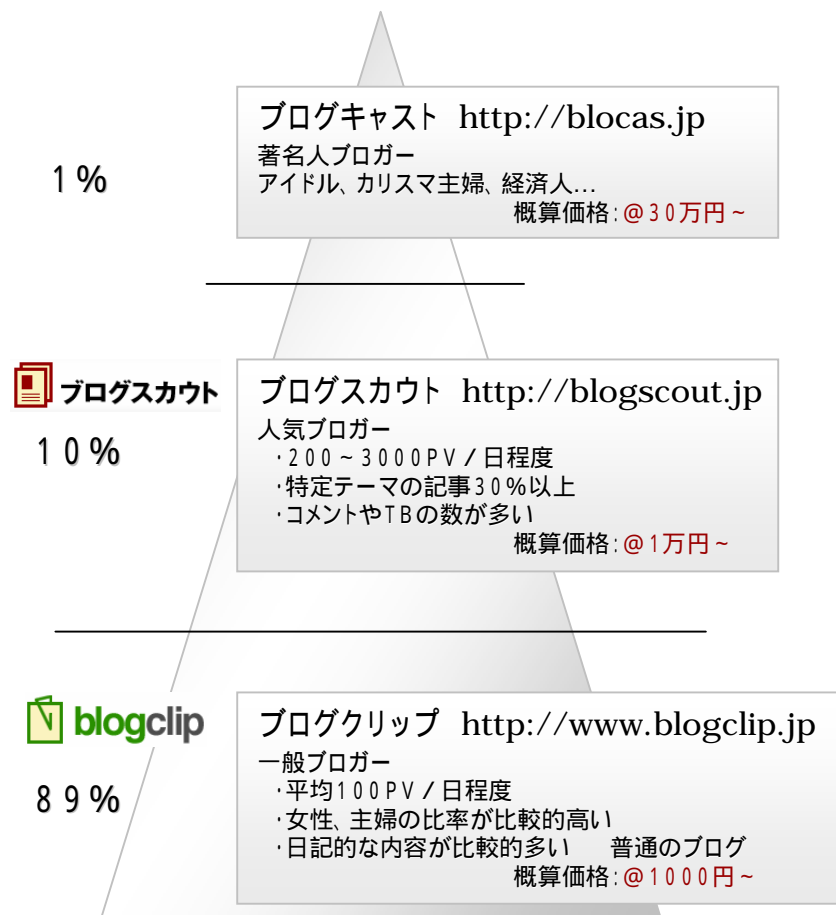 ブログキャスト http://blocas.jp
著名人ブロガー
アイドル、カリスマ主婦、経済人...
概算価格:@30万円~
1%
ブログスカウト
10%
ブログスカウト http://blogscout.jp
人気ブロガー
・200~3000PV/日程度
・特定テーマの記事30%以上
・コメントやTBの数が多い
概算価格:@1万円~
blogclip
89%
ブログクリップ http://www.blogclip.jp
一般ブロガー
・平均100PV/日程度
・女性、主婦の比率が比較的高い
・日記的な内容が比較的多い 普通のブログ
概算価格:@1000円~